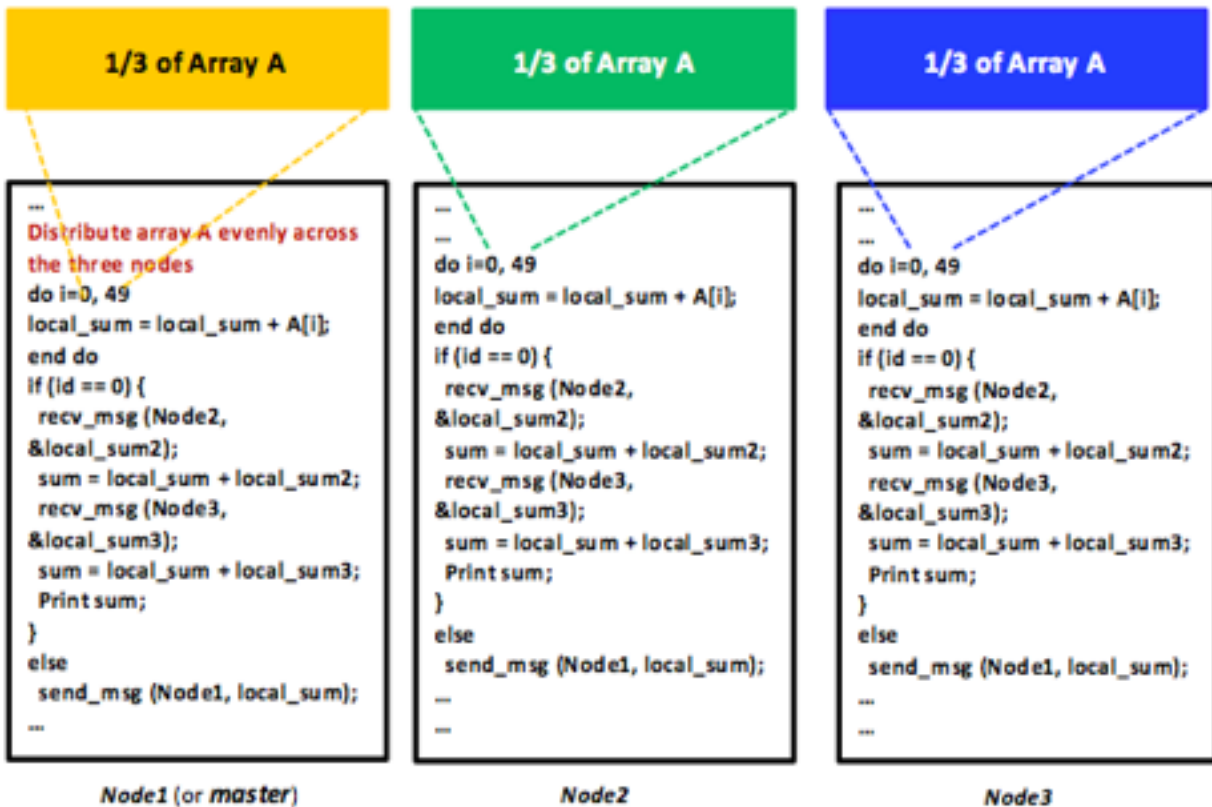 1/3 of Array A
1/3 of Array A
1/3 of Array A
...
Distribute array A evenly across
the three nodes
do i=0, 49
local_sum = local_sum + A[i];
end do
if (id == 0) {
recv_msg (Node2,
&local_sum2);
sum = local_sum + local_sum2;
recv_msg (Node3,
&local_sum3);
sum = local_sum + local_sum3;
Print sum;
}
else
send_msg (Node1, local_sum);
...
Node1 (or master)
...
...
do i=0, 49
local_sum = local_sum + A[i];
end do
if (id == 0) {
recv_msg (Node2,
&local_sum2);
sum = local_sum + local_sum2;
recv_msg (Node3,
&local_sum3);
sum = local_sum + local_sum3;
Print sum;
}
else
send_msg (Node1, local_sum);
...
...
Node2
...
...
do i=0, 49
local_sum = local_sum + A[i];
end do
if (id == 0) {
recv_msg (Node2,
&local_sum2);
sum = local_sum + local_sum2;
recv_msg (Node3,
&local_sum3);
sum = local_sum + local_sum3;
Print sum;
}
else
send_msg (Node1, local_sum);
...
...
Node3